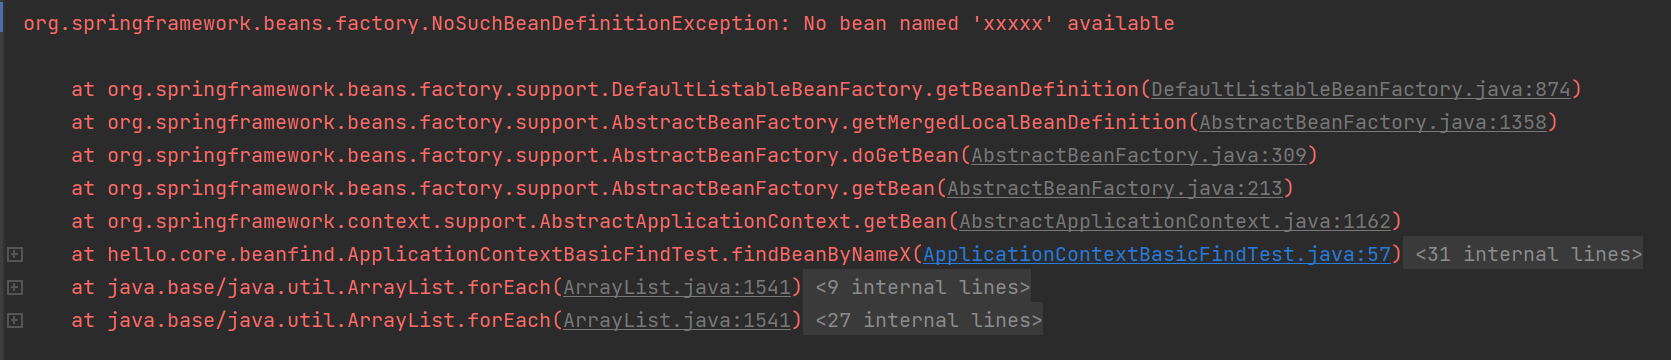 org.springframework.beans.factory.NoSuchBeanDefinitionException: No bean named 'xxxxx' available
at org.springframework.beans.factory.support.DefaultListableBeanFactory.getBeanDefinition(DefaultListableBeanFactory.java:874)
at org.springframework.beans.factory.support.AbstractBeanFactory.getMergedLocalBeanDefinition(AbstractBeanFactory.java:1358)
at org.springframework.beans.factory.support.AbstractBeanFactory.doGetBean(AbstractBeanFactory.java:309)
at org.springframework.beans.factory.support.AbstractBeanFactory.getBean(AbstractBeanFactory.java:213)
at org.springframework.context.support.AbstractApplicationContext.getBean(AbstractApplicationContext.java:1162)
at hello.core.beanfind.ApplicationContextBasicFindTest.findBeanByNameX(ApplicationContextBasicFindTest.java:57) <31 internal lines>
at java.base/java.util.ArrayList.forEach(ArrayList.java:1541) <9 internal lines>
at java.base/java.util.ArrayList.forEach(ArrayList.java:1541) <27 internal lines>